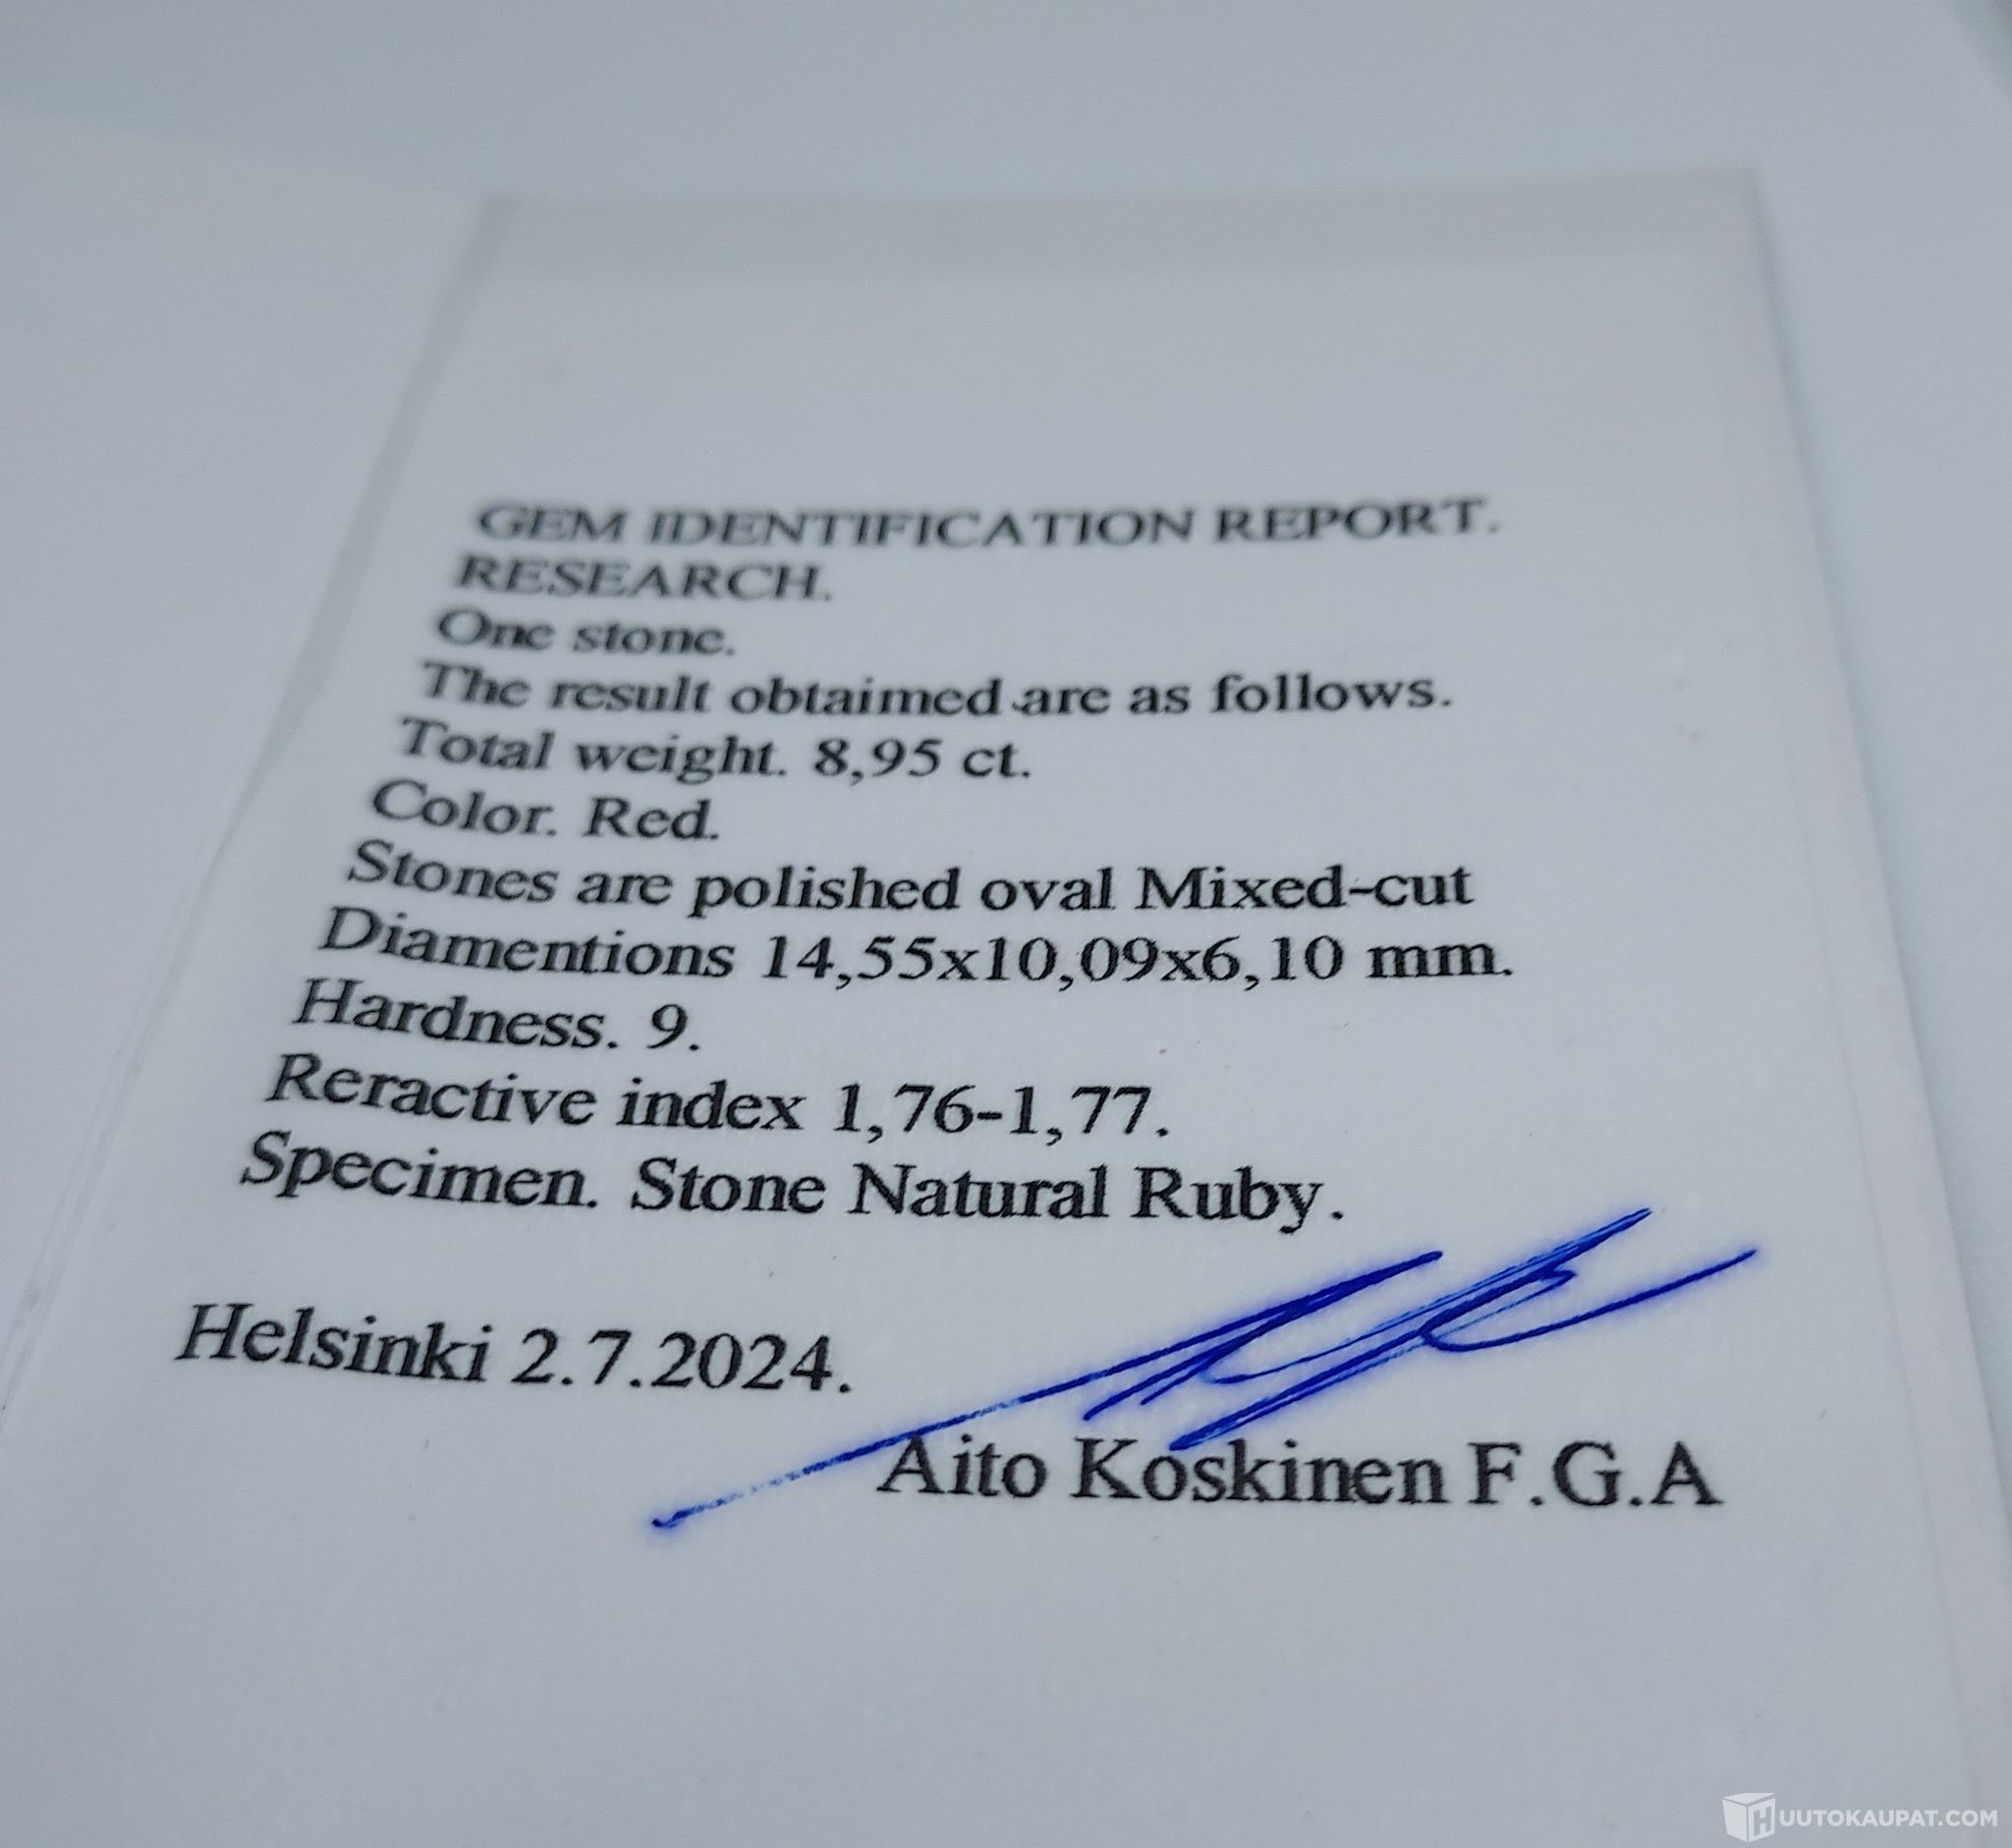 GEM IDENTIFICATION REPORT.
RESEARCH.
One stone.
The result obtaimed are as follows.
Total weight. 8,95 ct.
Color. Red.
Stones are polished oval Mixed-cut
Diamentions 14,55x10,09x6,10 mm.
Hardness. 9.
Reractive index 1,76-1,77.
Specimen. Stone Natural Ruby.
Helsinki 2.7.2024.
Aito Koskinen F.G.A
HUUTOKAUPAT.COM